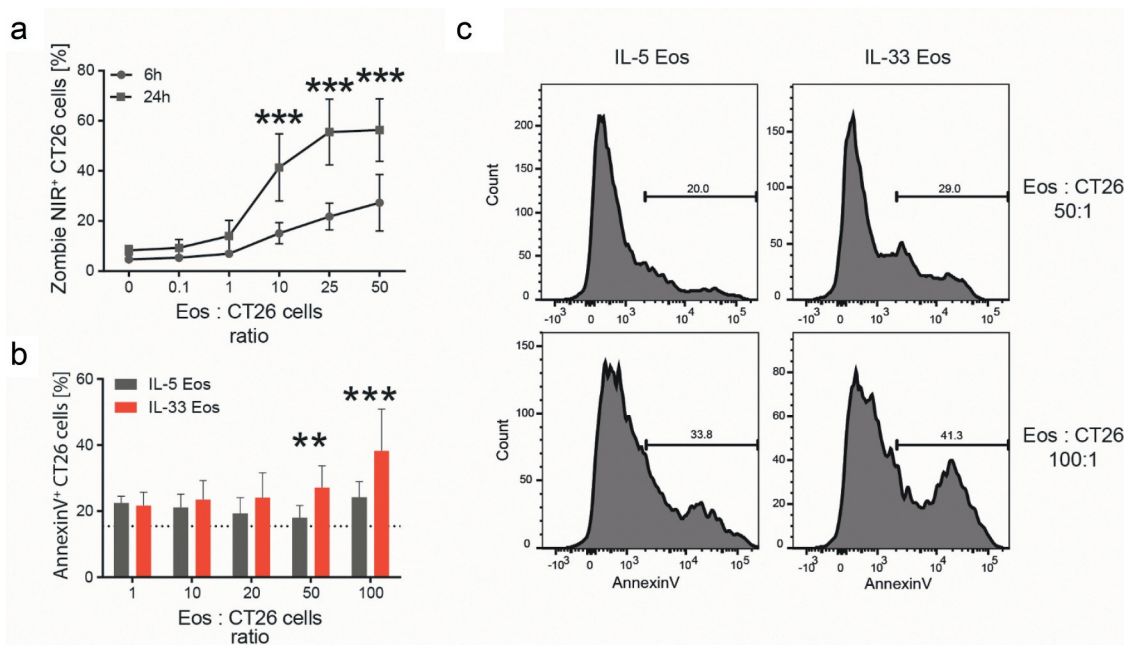 a
Zombie NIR⁺ CT26 cells [%]
80
60
40
20
0
6h
24h
***
***
***
0 0.1 1 10 25 50
Eos : CT26 cells
ratio
b
AnnexinV⁺ CT26 cells [%]
60
40
20
0
IL-5 Eos
IL-33 Eos
**
***
1 10 20 50 100
Eos : CT26 cells
ratio
c
IL-5 Eos
IL-33 Eos
Count
200
150
100
50
0
20.0
-10³ 0 10³ 10⁴ 10⁵
150
100
50
0
29.0
-10³ 0 10³ 10⁴ 10⁵
Eos : CT26
50:1
Count
150
100
50
0
33.8
-10³ 0 10³ 10⁴ 10⁵
AnnexinV
80
60
40
20
0
41.3
-10³ 0 10³ 10⁴ 10⁵
AnnexinV
Eos : CT26
100:1